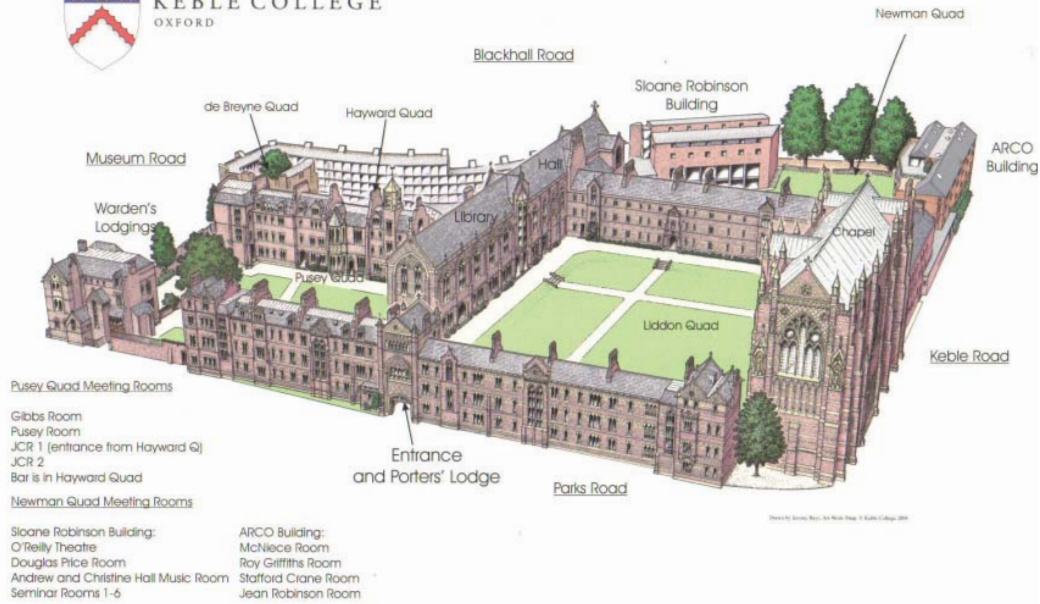 KEBLE COLLEGE
OXFORD
Newman Quad
Blackhall Road
Sloane Robinson
Building
de Breyne Quad
Hayward Quad
ARCO
Building
Museum Road
Hall
Warden's
Lodgings
Library
Chapel
Pusey Quad
Liddon Quad
Keble Road
Entrance
and Porters' Lodge
Parks Road
Pusey Quad Meeting Rooms
Gibbs Room
Pusey Room
JCR 1 (entrance from Hayward Q)
JCR 2
Bar is in Hayward Quad
Newman Quad Meeting Rooms
Sloane Robinson Building:
O'Reilly Theatre
Douglas Price Room
Andrew and Christine Hall Music Room
Seminar Rooms 1-6
ARCO Building:
McNiece Room
Roy Griffiths Room
Stafford Crane Room
Jean Robinson Room